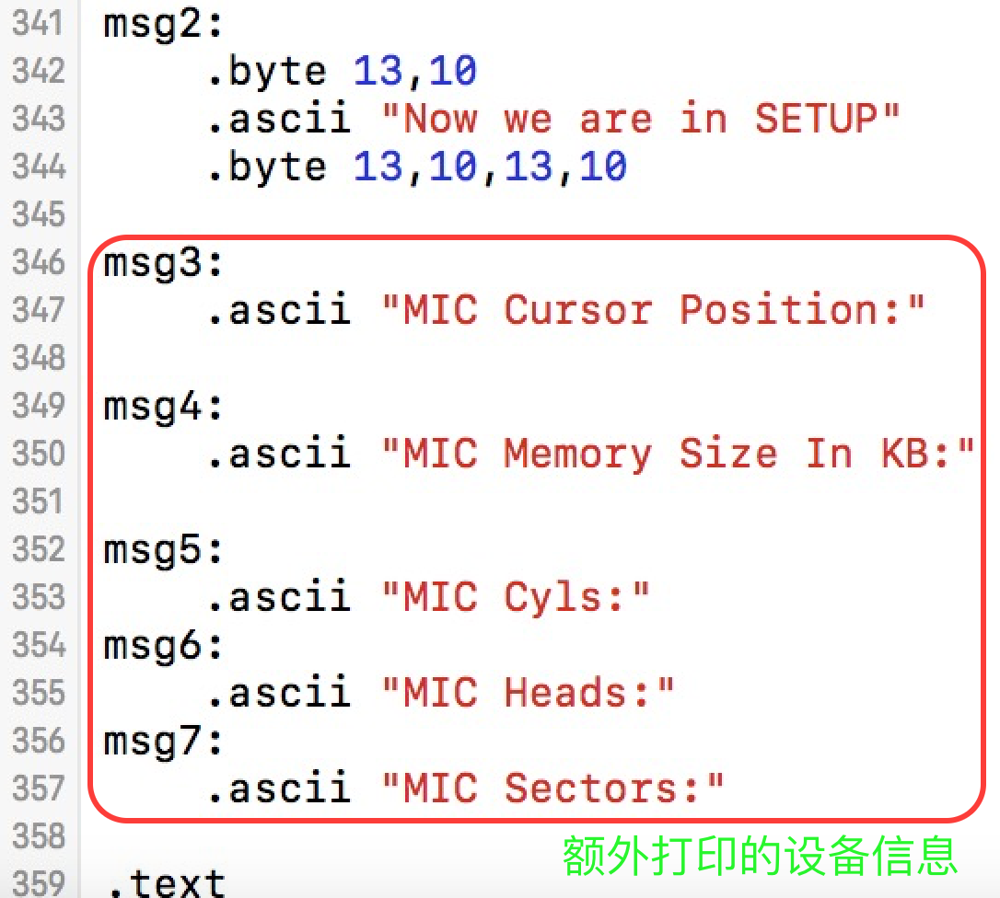 341 msg2:
342 .byte 13,10
343 .ascii "Now we are in SETUP"
344 .byte 13,10,13,10
345
346 msg3:
347 .ascii "MIC Cursor Position:"
348
349 msg4:
350 .ascii "MIC Memory Size In KB:"
351
352 msg5:
353 .ascii "MIC Cyls:"
354 msg6:
355 .ascii "MIC Heads:"
356 msg7:
357 .ascii "MIC Sectors:"
358
额外打印的设备信息
359 .text